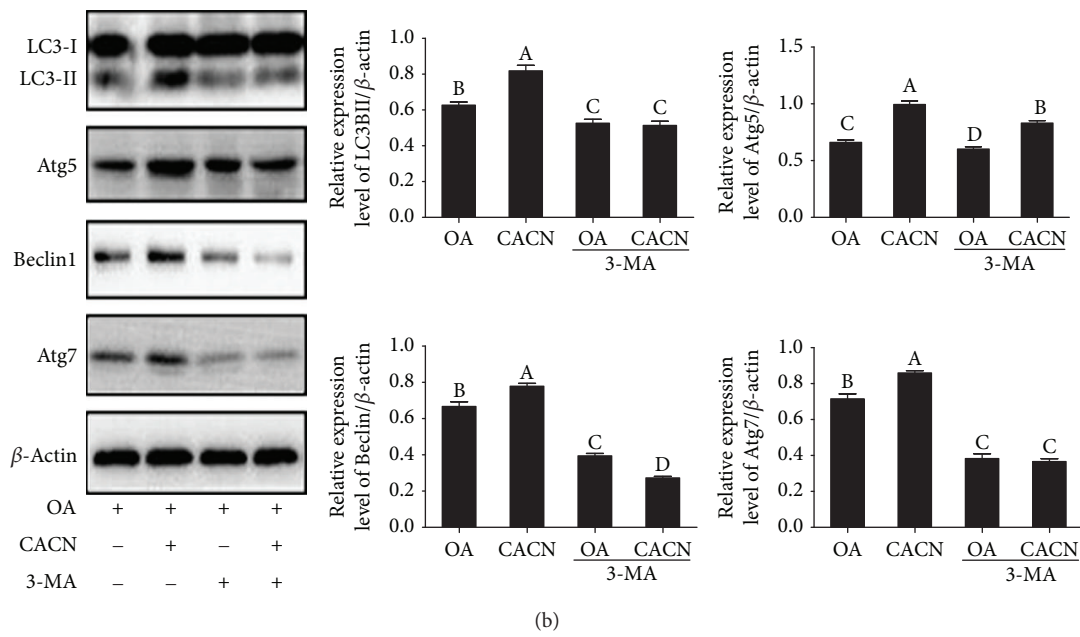 LC3-I
LC3-II
Atg5
Beclin1
Atg7
β-Actin
OA + + + +
CACN – + – +
3-MA – – + +
Relative expression
level of LC3BII/β-actin
1.0
0.8
0.6
0.4
0.2
0.0
B
A
C
C
OA CACN OA CACN
3-MA
Relative expression
level of Atg5/β-actin
1.5
1.0
0.5
0.0
C
A
D
B
OA CACN OA CACN
3-MA
Relative expression
level of Beclin/β-actin
1.0
0.8
0.6
0.4
0.2
0.0
B
A
C
D
OA CACN OA CACN
3-MA
Relative expression
level of Atg7/β-actin
1.0
0.8
0.6
0.4
0.2
0.0
B
A
C
C
OA CACN OA CACN
3-MA
(b)